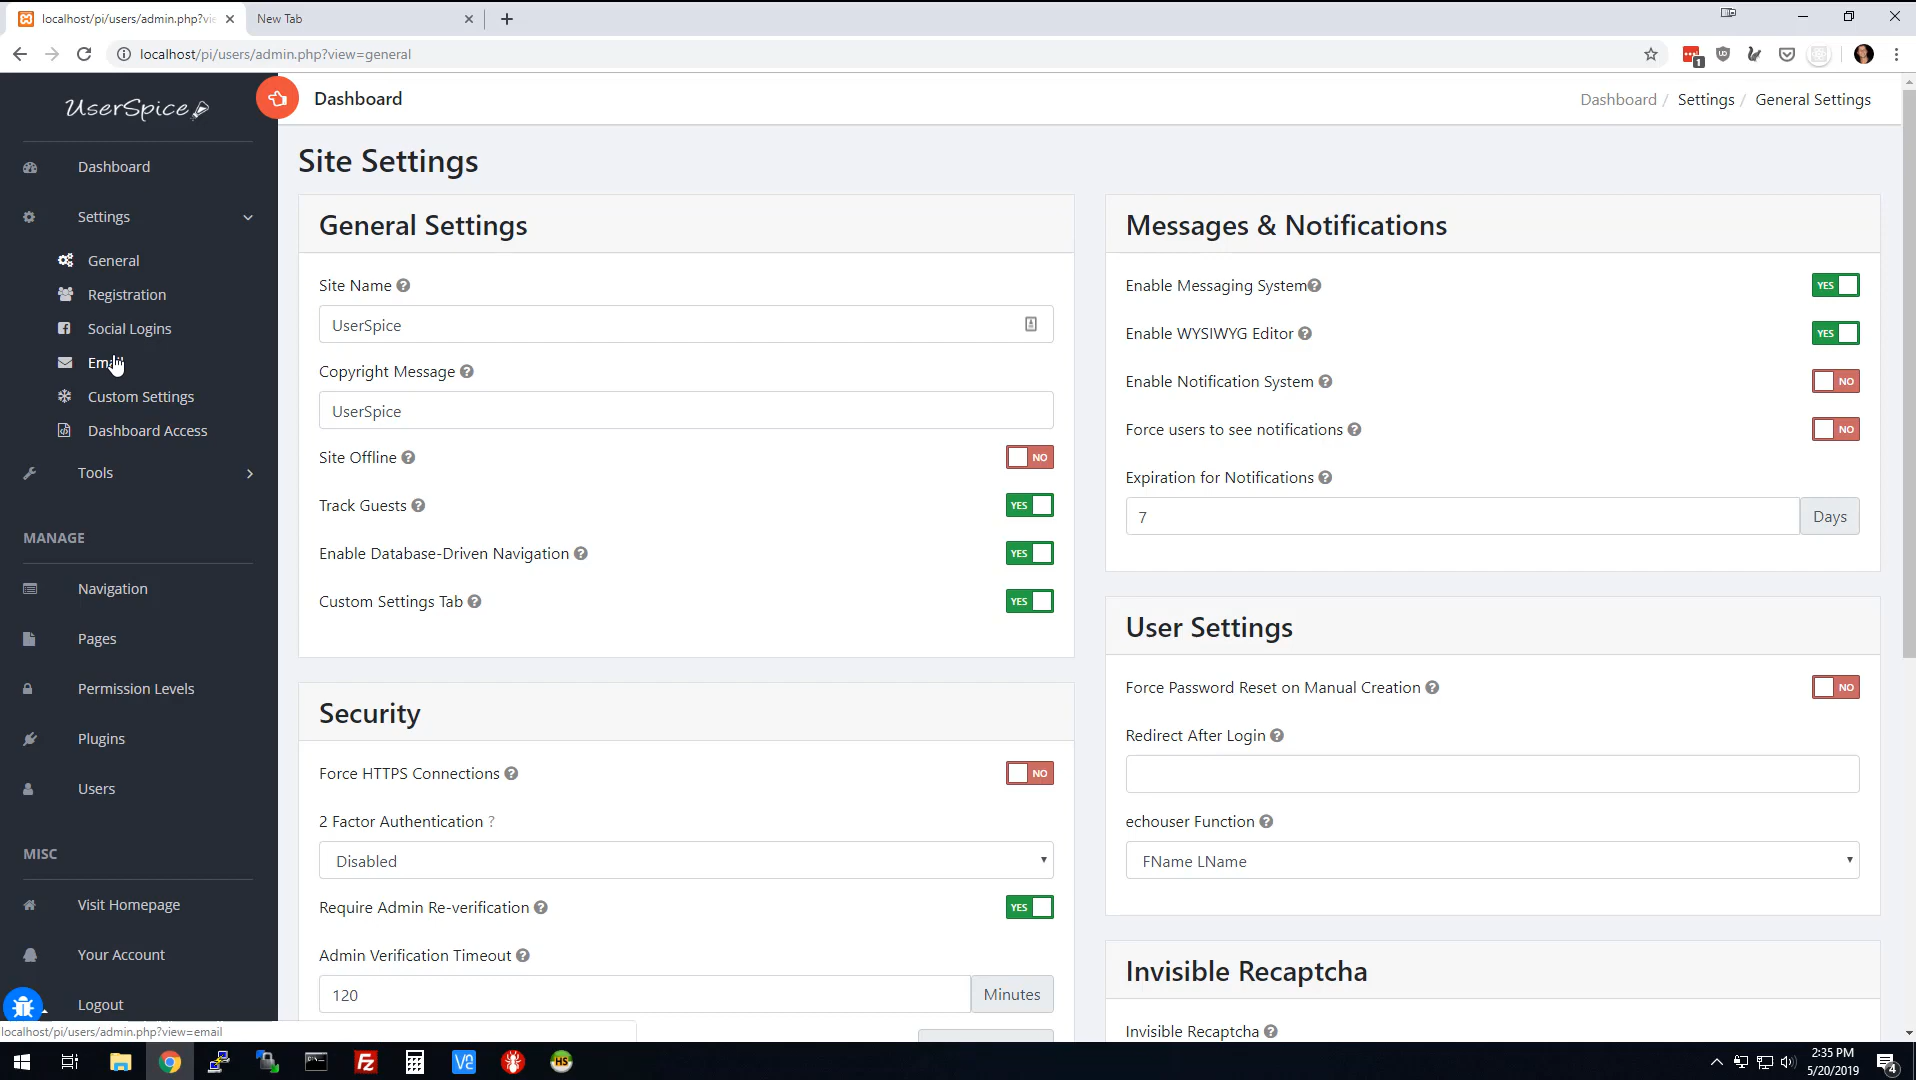 localhost/pi/users/admin.php?vi
New Tab
localhost/pi/users/admin.php?view=general
1
UserSpice
Dashboard
Dashboard / Settings / General Settings
Dashboard
Settings
General
Registration
Social Logins
Email
Custom Settings
Dashboard Access
Tools
MANAGE
Navigation
Pages
Permission Levels
Plugins
Users
MISC
Visit Homepage
Your Account
Logout
Site Settings
General Settings
Site Name
UserSpice
Copyright Message
UserSpice
Site Offline
NO
Track Guests
YES
Enable Database-Driven Navigation
YES
Custom Settings Tab
YES
Security
Force HTTPS Connections
NO
2 Factor Authentication ?
Disabled
Require Admin Re-verification
YES
Admin Verification Timeout
120
Minutes
Messages & Notifications
Enable Messaging System
YES
Enable WYSIWYG Editor
YES
Enable Notification System
NO
Force users to see notifications
NO
Expiration for Notifications
7
Days
User Settings
Force Password Reset on Manual Creation
NO
Redirect After Login
echouser Function
FName LName
Invisible Recaptcha
Invisible Recaptcha
localhost/pi/users/admin.php?view=email
Fz
V2
HS
2:35 PM
5/20/2019
4